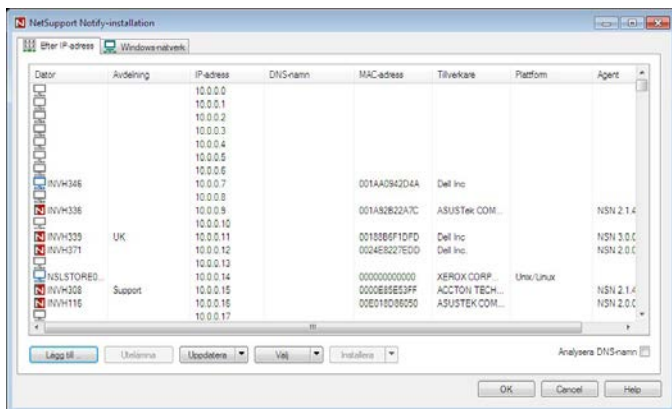 NetSupport Notify-installation
Efter IP-adress Windows-nätverk
Dator Avdelning IP-adress DNS-namn MAC-adress Tillverkare Plattform Agent
10.0.0.0
10.0.0.1
10.0.0.2
10.0.0.3
10.0.0.4
10.0.0.5
10.0.0.6
INVH346 10.0.0.7 001AA0942D4A Dell Inc
10.0.0.8
INVH336 10.0.0.9 001A92B22A7C ASUSTek COM... NSN 2.1.4
10.0.0.10
INVH339 UK 10.0.0.11 00188B6F1DFD Dell Inc NSN 3.0.0
INVH371 10.0.0.12 0024E8227EDD Dell Inc. NSN 2.0.0
10.0.0.13
NSLSTORE0... 10.0.0.14 000000000000 XEROX CORP... Unix/Linux
INVH308 Support 10.0.0.15 0000E85E53FF ACCTON TECH... NSN 2.1.4
INVH116 10.0.0.16 00E018D86050 ASUSTEK COM... NSN 2.0.0
10.0.0.17
Lägg till ... Utelämna Uppdatera Välj Installera Analysera DNS-namn
OK Cancel Help